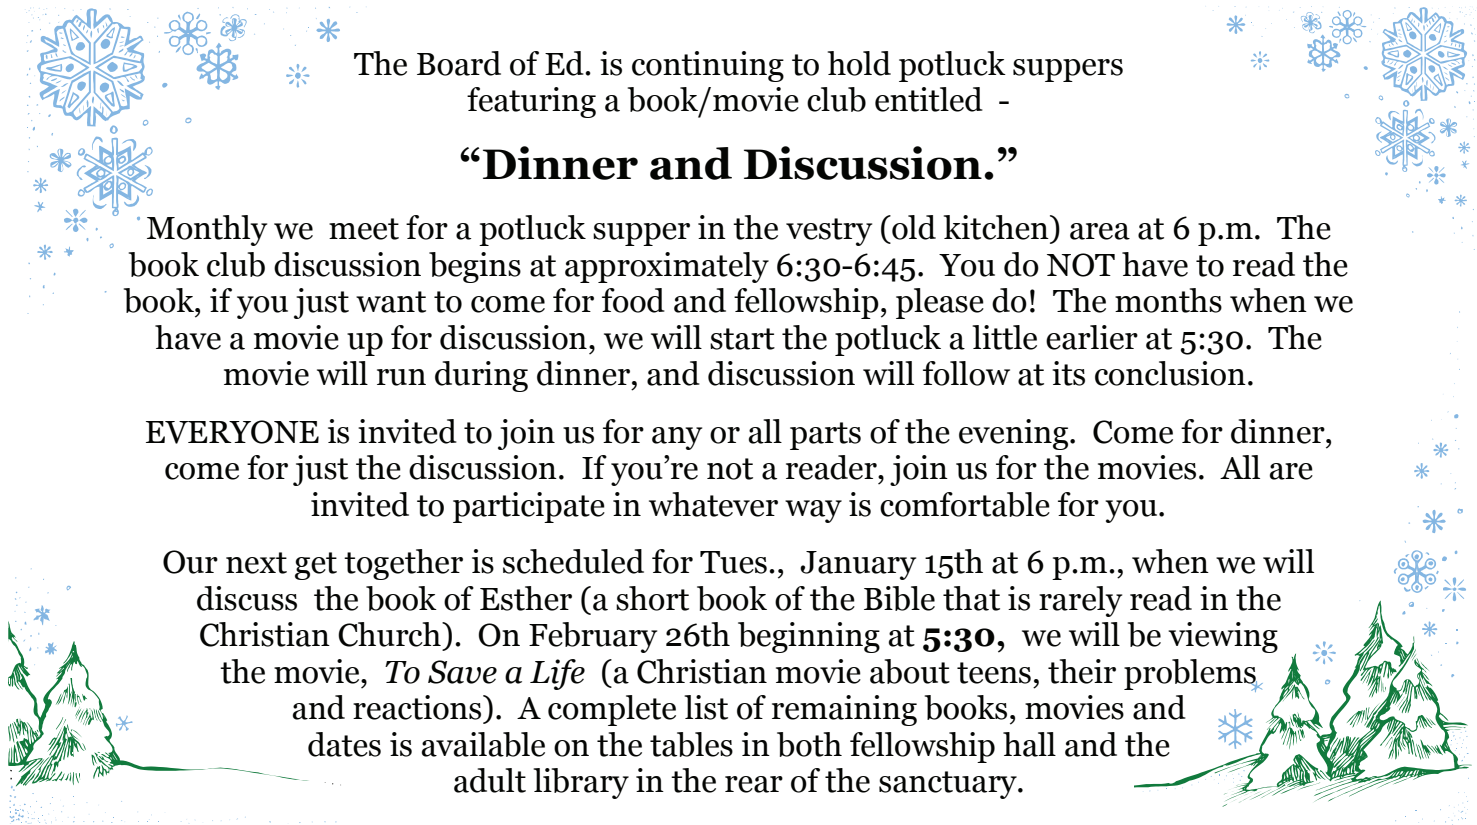 The Board of Ed. is continuing to hold potluck suppers
featuring a book/movie club entitled -
“Dinner and Discussion.”
Monthly we meet for a potluck supper in the vestry (old kitchen) area at 6 p.m. The
book club discussion begins at approximately 6:30-6:45. You do NOT have to read the
book, if you just want to come for food and fellowship, please do! The months when we
have a movie up for discussion, we will start the potluck a little earlier at 5:30. The
movie will run during dinner, and discussion will follow at its conclusion.
EVERYONE is invited to join us for any or all parts of the evening. Come for dinner,
come for just the discussion. If you’re not a reader, join us for the movies. All are
invited to participate in whatever way is comfortable for you.
Our next get together is scheduled for Tues., January 15th at 6 p.m., when we will
discuss the book of Esther (a short book of the Bible that is rarely read in the
Christian Church). On February 26th beginning at 5:30, we will be viewing
the movie, To Save a Life (a Christian movie about teens, their problems
and reactions). A complete list of remaining books, movies and
dates is available on the tables in both fellowship hall and the
adult library in the rear of the sanctuary.